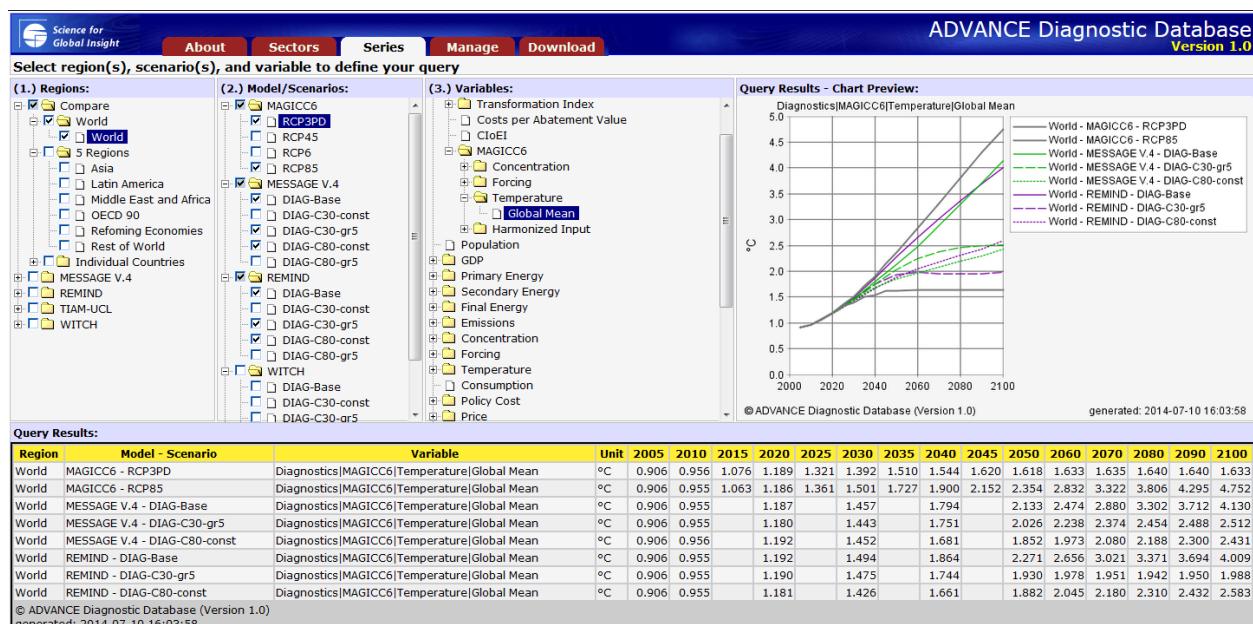 Science for
Global Insight
ADVANCE Diagnostic Database
Version 1.0
About Sectors Series Manage Download
Select region(s), scenario(s), and variable to define your query
(1.) Regions:
Compare
World
World
5 Regions
Asia
Latin America
Middle East and Africa
OECD 90
Refoming Economies
Rest of World
Individual Countries
MESSAGE V.4
REMIND
TIAM-UCL
WITCH
(2.) Model/Scenarios:
MAGICC6
RCP3PD
RCP45
RCP6
RCP85
MESSAGE V.4
DIAG-Base
DIAG-C30-const
DIAG-C30-gr5
DIAG-C80-const
DIAG-C80-gr5
REMIND
DIAG-Base
DIAG-C30-const
DIAG-C30-gr5
DIAG-C80-const
DIAG-C80-gr5
WITCH
DIAG-Base
DIAG-C30-const
DIAG-C30-gr5
(3.) Variables:
Transformation Index
Costs per Abatement Value
CIoEI
MAGICC6
Concentration
Forcing
Temperature
Global Mean
Harmonized Input
Population
GDP
Primary Energy
Secondary Energy
Final Energy
Emissions
Concentration
Forcing
Temperature
Consumption
Policy Cost
Price
Query Results - Chart Preview:
Diagnostics|MAGICC6|Temperature|Global Mean
5.0
4.5
4.0
3.5
3.0
2.5
2.0
1.5
1.0
0.5
0.0
°C
2000 2020 2040 2060 2080 2100
World - MAGICC6 - RCP3PD
World - MAGICC6 - RCP85
World - MESSAGE V.4 - DIAG-Base
World - MESSAGE V.4 - DIAG-C30-gr5
World - MESSAGE V.4 - DIAG-C80-const
World - REMIND - DIAG-Base
World - REMIND - DIAG-C30-gr5
World - REMIND - DIAG-C80-const
© ADVANCE Diagnostic Database (Version 1.0) generated: 2014-07-10 16:03:58
Query Results:
Region Model - Scenario Variable Unit 2005 2010 2015 2020 2025 2030 2035 2040 2045 2050 2060 2070 2080 2090 2100
World MAGICC6 - RCP3PD Diagnostics|MAGICC6|Temperature|Global Mean °C 0.906 0.956 1.076 1.189 1.321 1.392 1.510 1.544 1.620 1.618 1.633 1.635 1.640 1.640 1.633
World MAGICC6 - RCP85 Diagnostics|MAGICC6|Temperature|Global Mean °C 0.906 0.955 1.063 1.186 1.361 1.501 1.727 1.900 2.152 2.354 2.832 3.322 3.806 4.295 4.752
World MESSAGE V.4 - DIAG-Base Diagnostics|MAGICC6|Temperature|Global Mean °C 0.906 0.955 1.187 1.457 1.794 2.133 2.474 2.880 3.302 3.712 4.130
World MESSAGE V.4 - DIAG-C30-gr5 Diagnostics|MAGICC6|Temperature|Global Mean °C 0.906 0.955 1.180 1.443 1.751 2.026 2.238 2.374 2.454 2.488 2.512
World MESSAGE V.4 - DIAG-C80-const Diagnostics|MAGICC6|Temperature|Global Mean °C 0.906 0.956 1.192 1.452 1.681 1.852 1.973 2.080 2.188 2.300 2.431
World REMIND - DIAG-Base Diagnostics|MAGICC6|Temperature|Global Mean °C 0.906 0.955 1.192 1.494 1.864 2.271 2.656 3.021 3.371 3.694 4.009
World REMIND - DIAG-C30-gr5 Diagnostics|MAGICC6|Temperature|Global Mean °C 0.906 0.955 1.190 1.475 1.744 1.930 1.978 1.951 1.942 1.950 1.988
World REMIND - DIAG-C80-const Diagnostics|MAGICC6|Temperature|Global Mean °C 0.906 0.955 1.181 1.426 1.661 1.882 2.045 2.180 2.310 2.432 2.583
© ADVANCE Diagnostic Database (Version 1.0)
generated: 2014-07-10 16:03:58